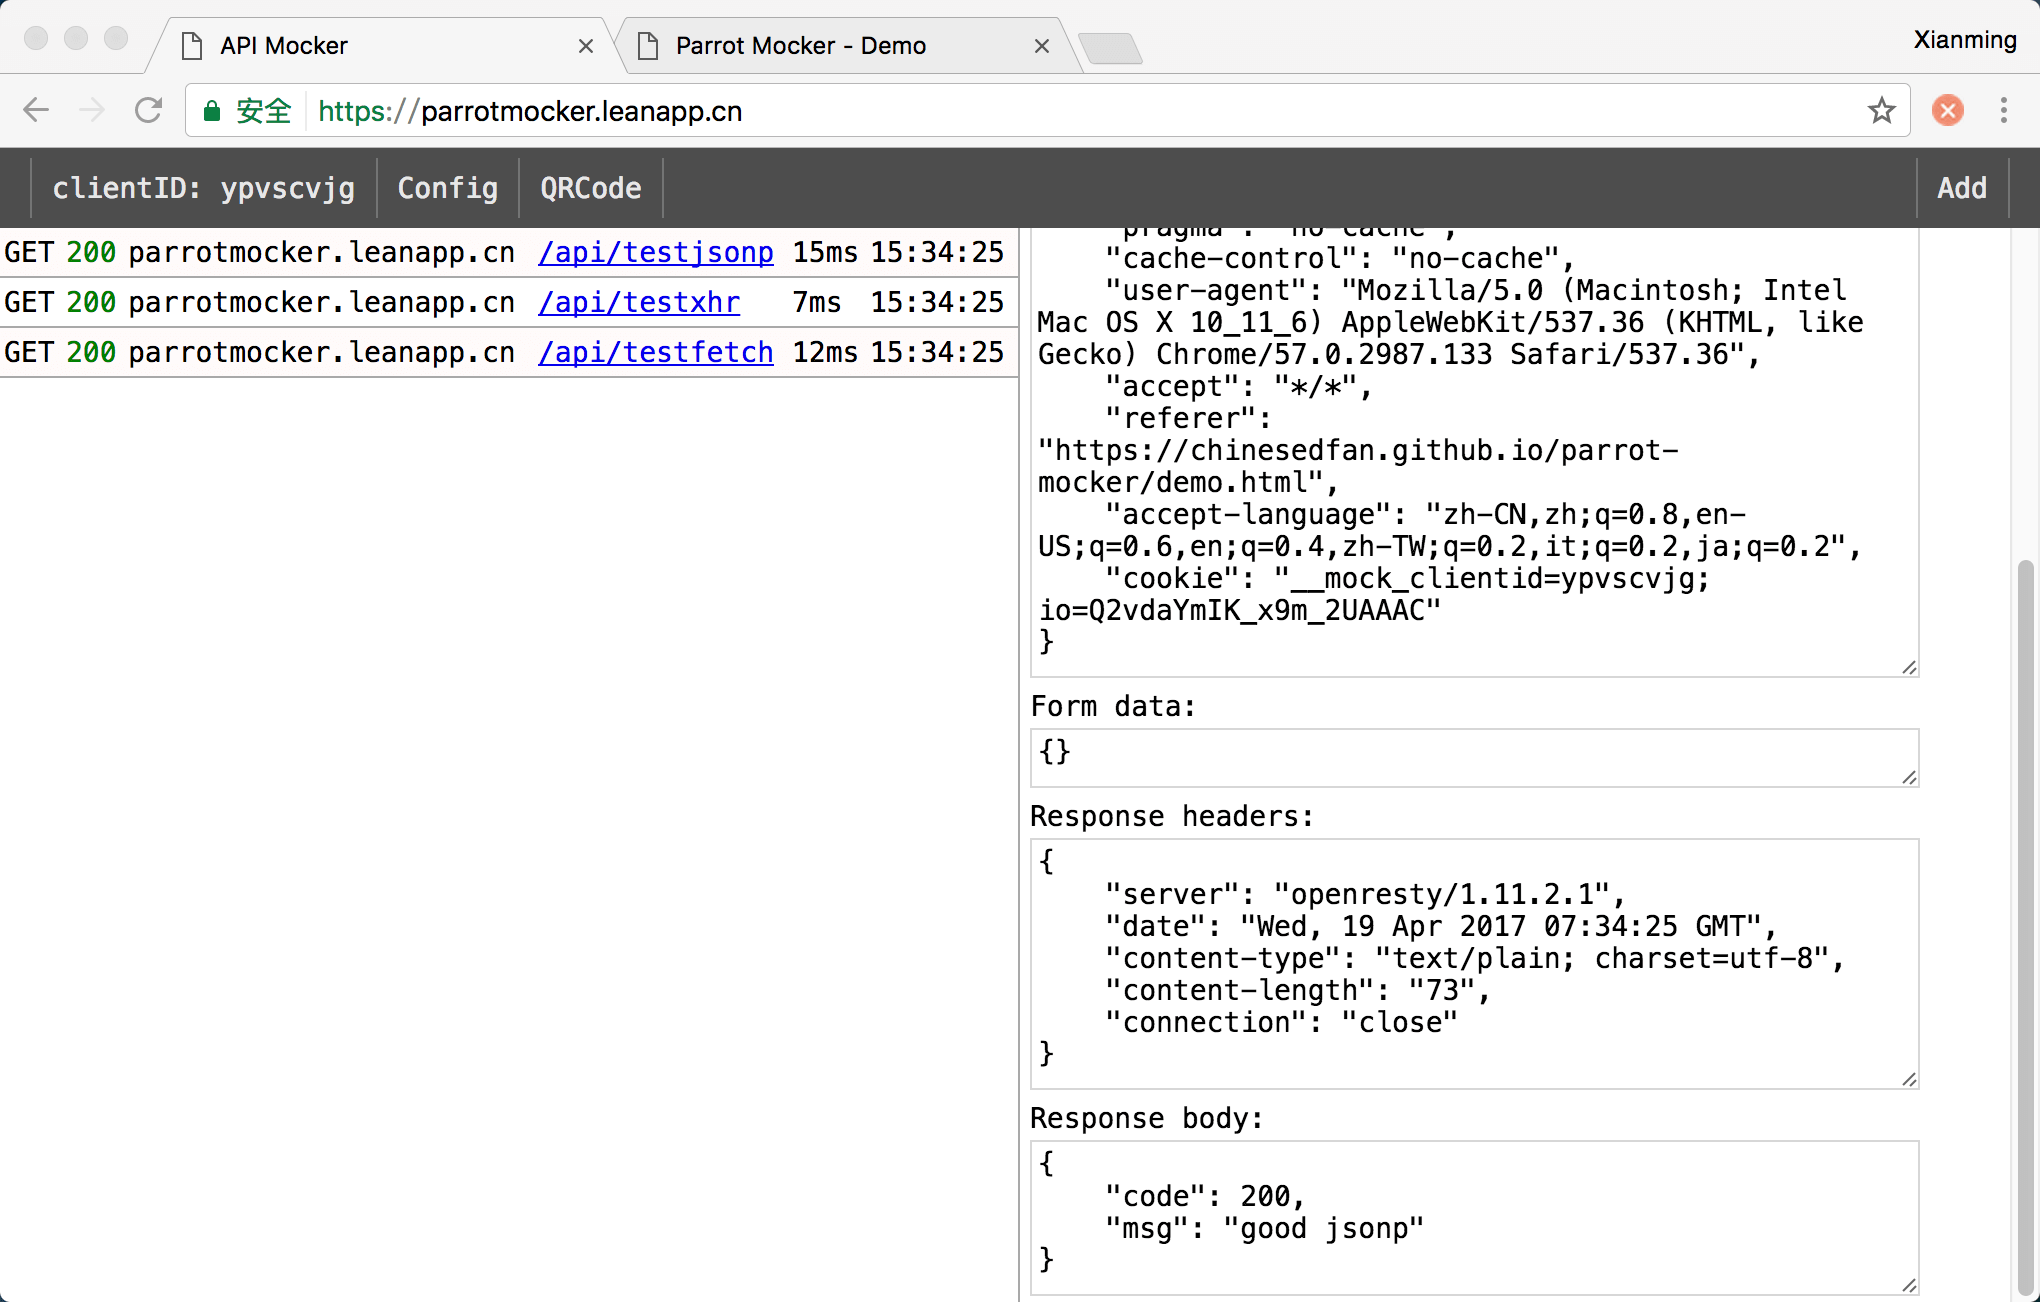 API Mocker
Parrot Mocker - Demo
Xianming
安全 https://parrotmocker.leanapp.cn
clientID: ypvscvjg Config QRCode Add
GET 200 parrotmocker.leanapp.cn /api/testjsonp 15ms 15:34:25
GET 200 parrotmocker.leanapp.cn /api/testxhr 7ms 15:34:25
GET 200 parrotmocker.leanapp.cn /api/testfetch 12ms 15:34:25
"pragma": "no-cache",
"cache-control": "no-cache",
"user-agent": "Mozilla/5.0 (Macintosh; Intel
Mac OS X 10_11_6) AppleWebKit/537.36 (KHTML, like
Gecko) Chrome/57.0.2987.133 Safari/537.36",
"accept": "*/*",
"referer":
"https://chinesedfan.github.io/parrot-
mocker/demo.html",
"accept-language": "zh-CN,zh;q=0.8,en-
US;q=0.6,en;q=0.4,zh-TW;q=0.2,it;q=0.2,ja;q=0.2",
"cookie": "__mock_clientid=ypvscvjg;
io=Q2vdaYmIK_x9m_2UAAAC"
}
Form data:
{}
Response headers:
{
"server": "openresty/1.11.2.1",
"date": "Wed, 19 Apr 2017 07:34:25 GMT",
"content-type": "text/plain; charset=utf-8",
"content-length": "73",
"connection": "close"
}
Response body:
{
"code": 200,
"msg": "good jsonp"
}